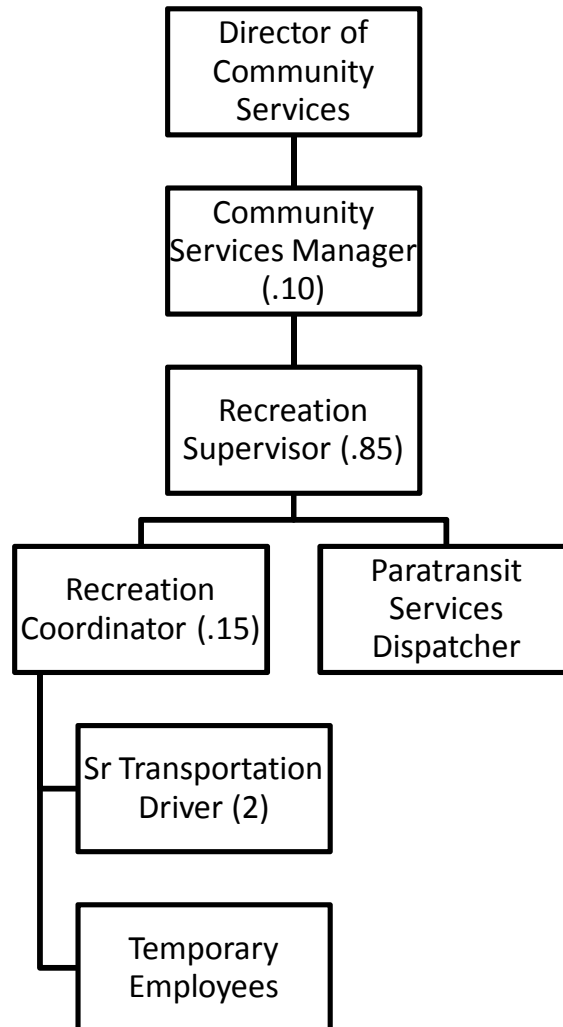 Director of
Community
Services
Community
Services Manager
(.10)
Recreation
Supervisor (.85)
Recreation
Coordinator (.15)
Paratransit
Services
Dispatcher
Sr Transportation
Driver (2)
Temporary
Employees